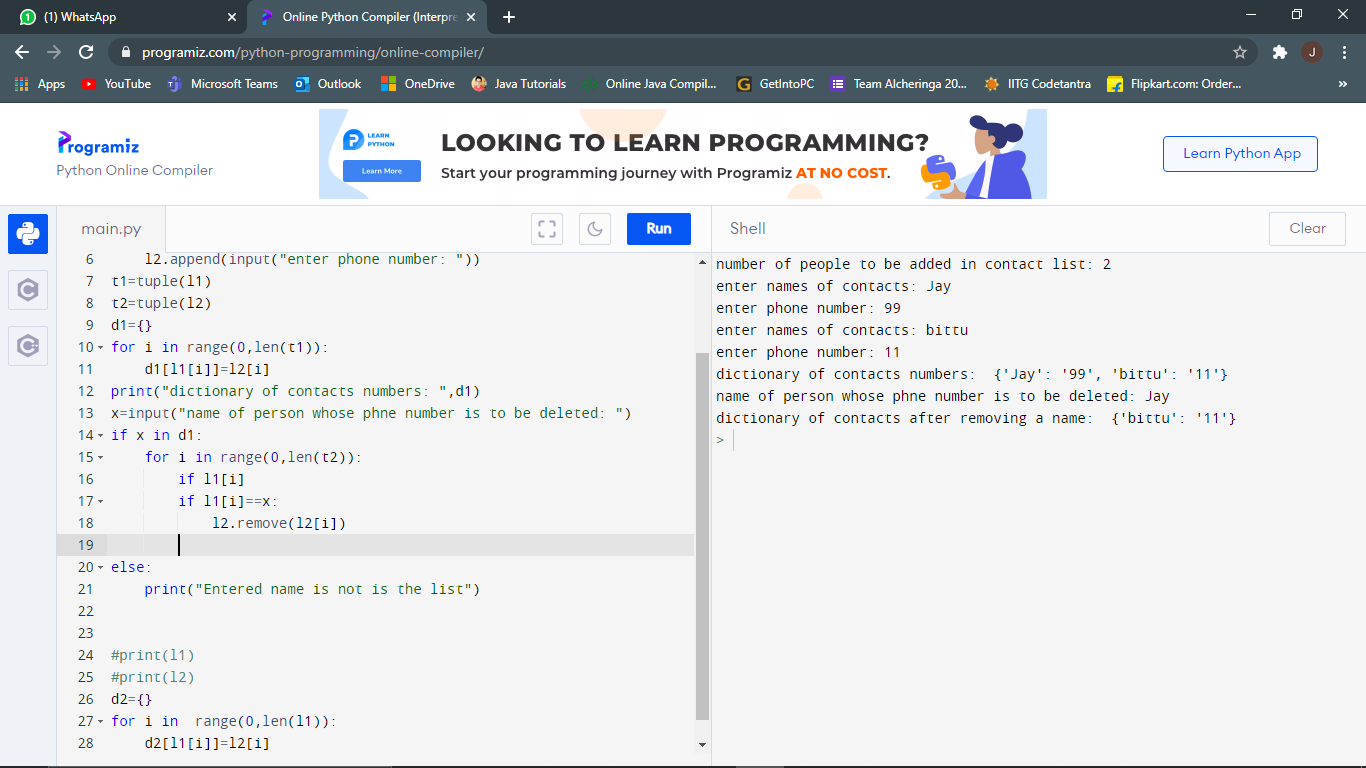 (1) WhatsApp
Online Python Compiler (Interpre
programiz.com/python-programming/online-compiler/
J
Apps YouTube Microsoft Teams Outlook OneDrive Java Tutorials Online Java Compil... GetIntoPC Team Alcheringa 20... IITG Codetantra Flipkart.com: Order... »
Programiz
Python Online Compiler
LEARN
PYTHON
Learn More
LOOKING TO LEARN PROGRAMMING?
Start your programming journey with Programiz AT NO COST.
Learn Python App
main.py
Run
6 l2.append(input("enter phone number: "))
7 t1=tuple(l1)
8 t2=tuple(l2)
9 d1={}
10 for i in range(0,len(t1)):
11 d1[l1[i]]=l2[i]
12 print("dictionary of contacts numbers: ",d1)
13 x=input("name of person whose phne number is to be deleted: ")
14 if x in d1:
15 for i in range(0,len(t2)):
16 if l1[i]
17 if l1[i]==x:
18 l2.remove(l2[i])
19
20 else:
21 print("Entered name is not is the list")
22
23
24 #print(l1)
25 #print(l2)
26 d2={}
27 for i in  range(0,len(l1)):
28 d2[l1[i]]=l2[i]
Shell
Clear
number of people to be added in contact list: 2
enter names of contacts: Jay
enter phone number: 99
enter names of contacts: bittu
enter phone number: 11
dictionary of contacts numbers:  {'Jay': '99', 'bittu': '11'}
name of person whose phne number is to be deleted: Jay
dictionary of contacts after removing a name:  {'bittu': '11'}
>